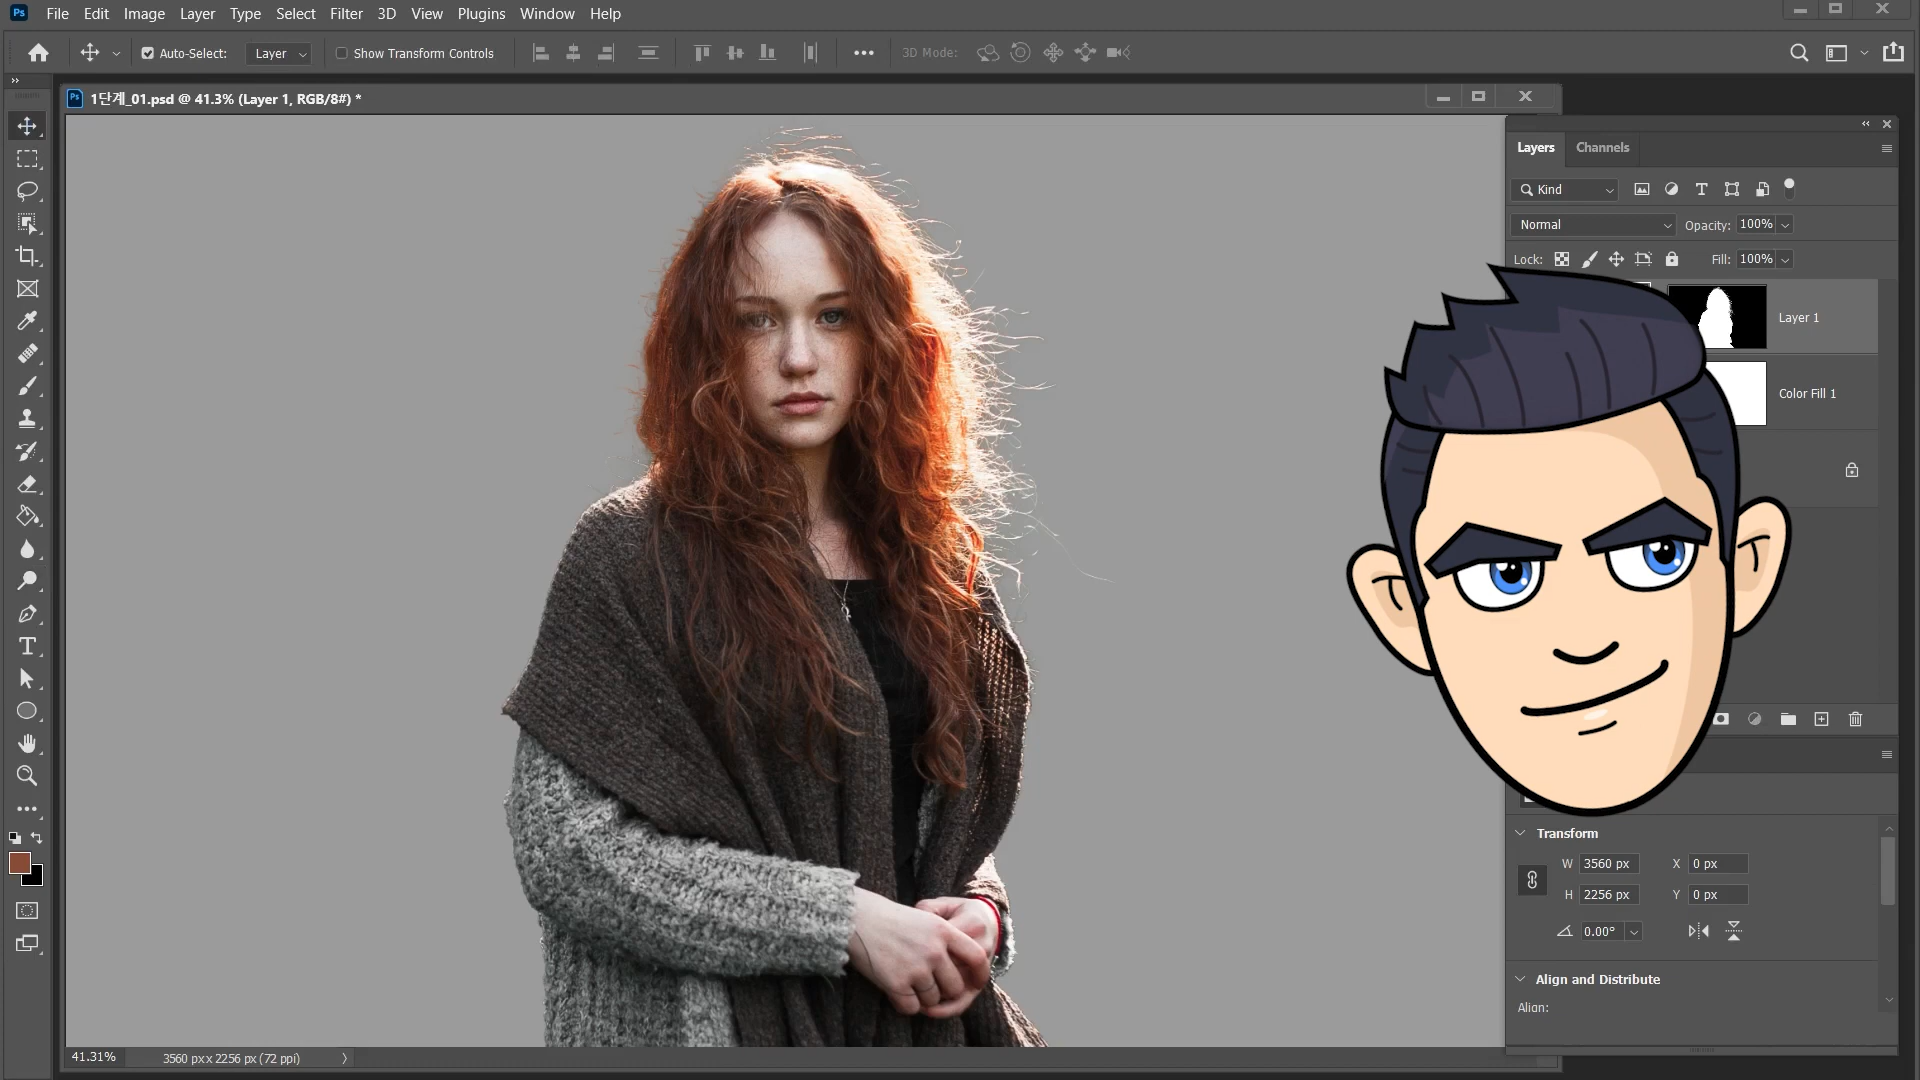 Ps File Edit Image Layer Type Select Filter 3D View Plugins Window Help
Auto-Select: Layer Show Transform Controls 3D Mode:
Ps 1단계_01.psd @ 41.3% (Layer 1, RGB/8#) *
Layers Channels
Kind
Normal Opacity: 100%
Lock: Fill: 100%
Layer 1
Color Fill 1
Transform
W 3560 px X 0 px
H 2256 px Y 0 px
0.00°
Align and Distribute
Align:
41.31% 3560 px x 2256 px (72 ppi)